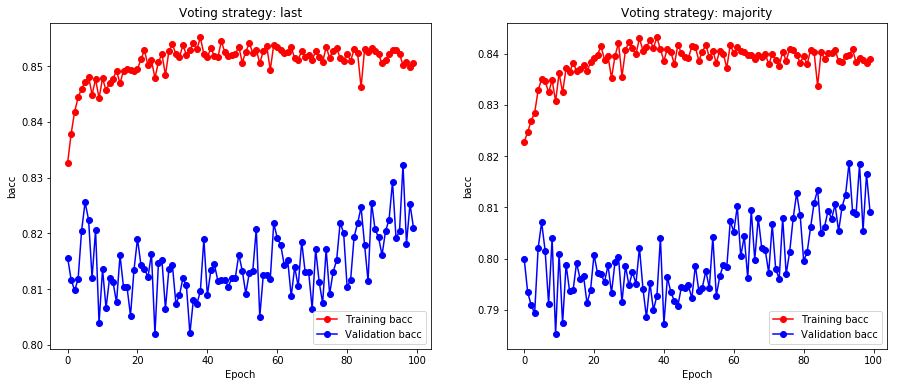 Voting strategy: last
0.85
0.84
0.83
0.82
0.81
0.80
bacc
0
20
40
60
80
100
Epoch
Training bacc
Validation bacc
Voting strategy: majority
0.84
0.83
0.82
0.81
0.80
0.79
bacc
0
20
40
60
80
100
Epoch
Training bacc
Validation bacc